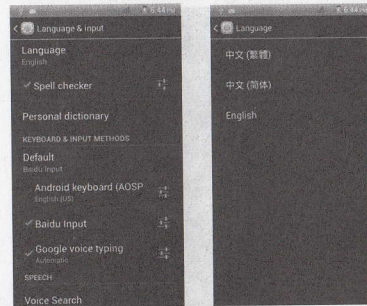 6:44 PM
Language & input
Language
English
Spell checker
Personal dictionary
KEYBOARD & INPUT METHODS
Default
Baidu Input
Android keyboard (AOSP
English (US)
Baidu Input
Google voice typing
Automatic
SPEECH
Voice Search
6:44 PM
Language
中文 (繁體)
中文 (简体)
English